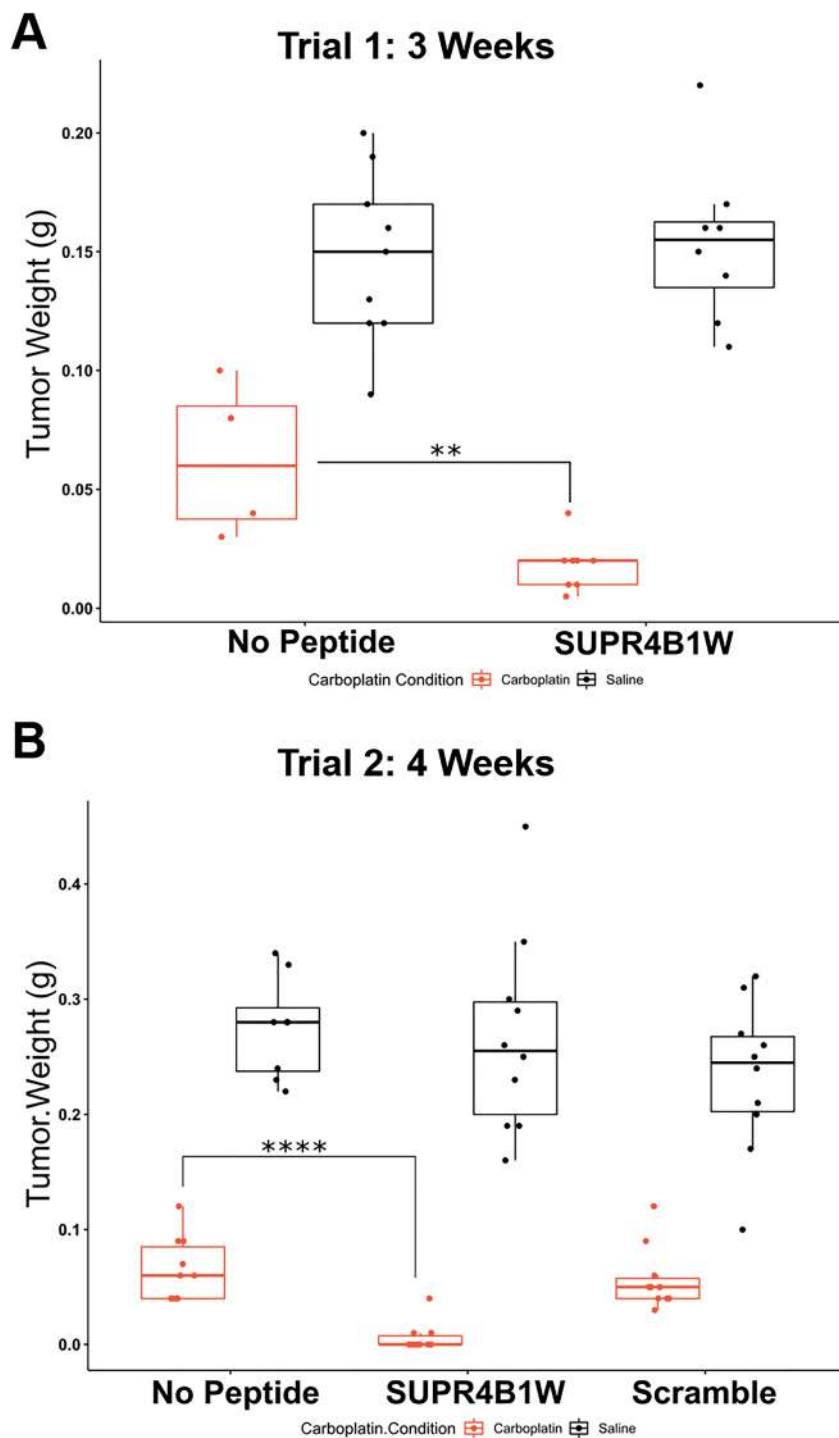 A
Trial 1: 3 Weeks
Tumor Weight (g)
0.20
0.15
0.10
0.05
0.00
**
No Peptide SUPR4B1W
Carboplatin Condition Carboplatin Saline
B
Trial 2: 4 Weeks
Tumor.Weight (g)
0.4
0.3
0.2
0.1
0.0
****
No Peptide SUPR4B1W Scramble
Carboplatin.Condition Carboplatin Saline